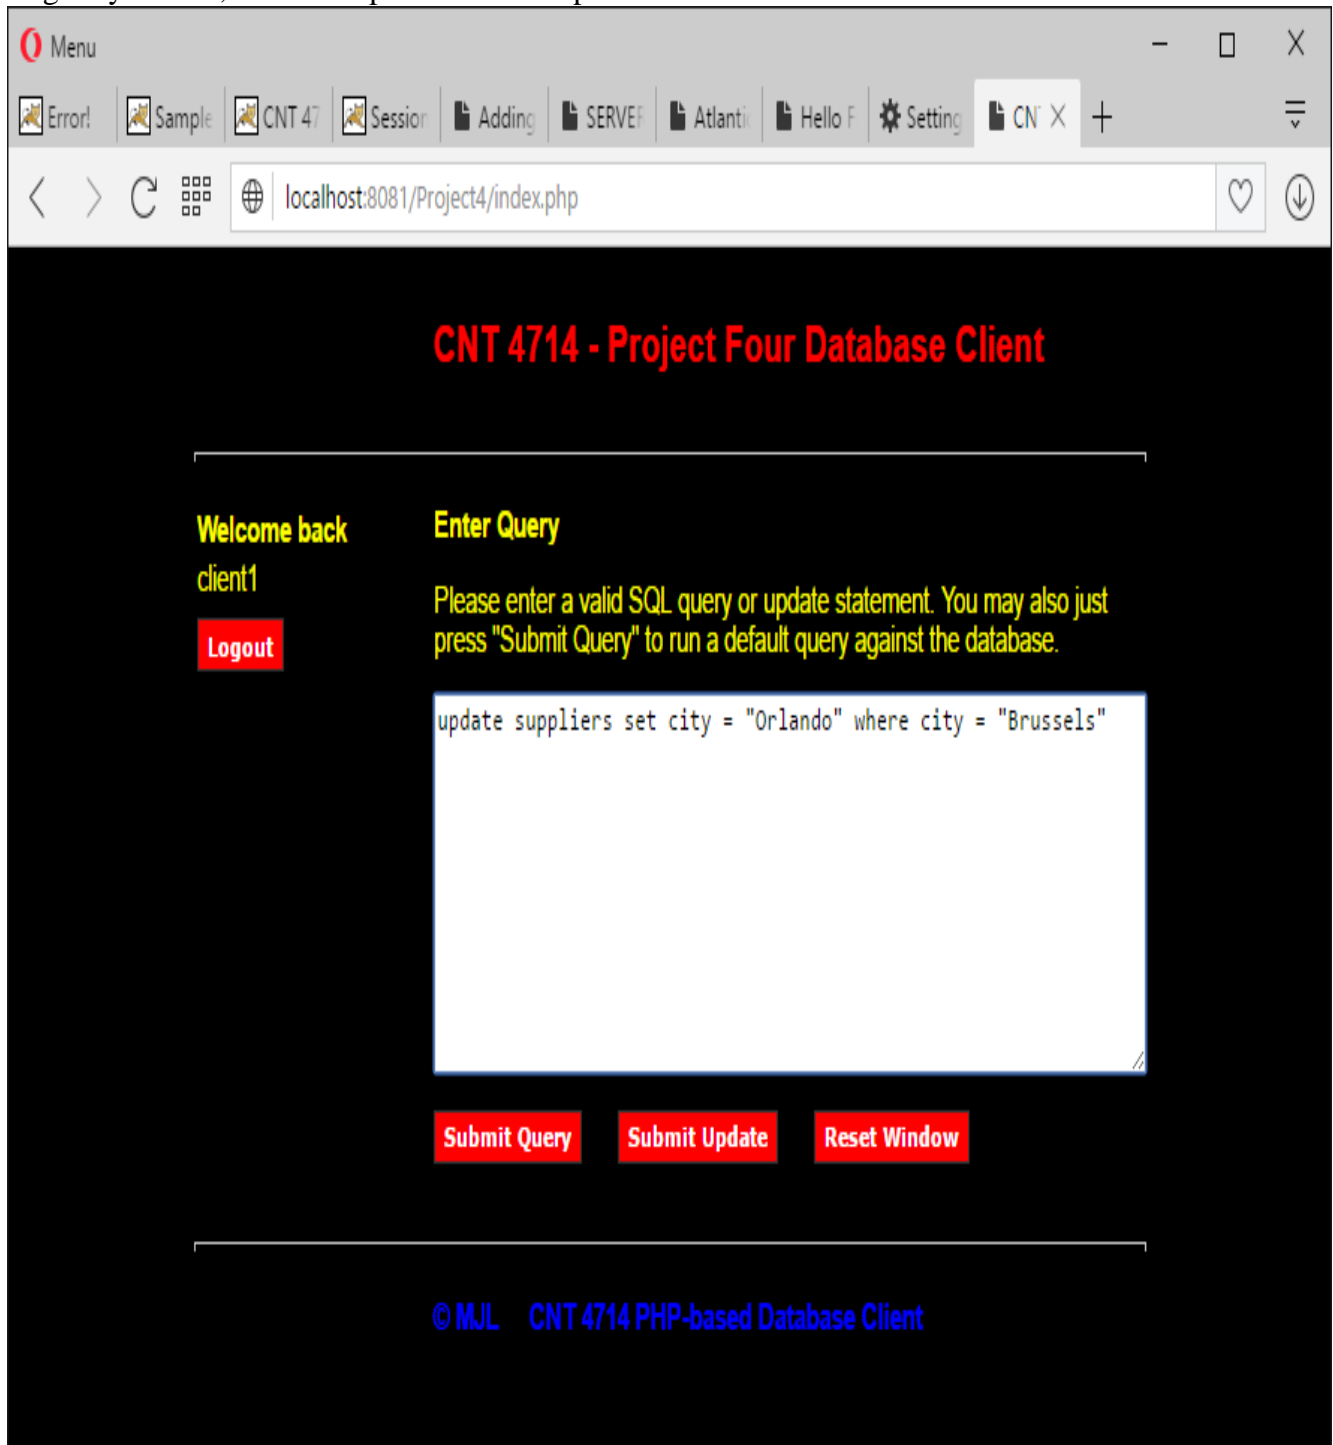 Menu
Error! Sample CNT 47 Session Adding SERVER Atlantic Hello Setting CN
localhost:8081/Project4/index.php
CNT 4714 - Project Four Database Client
Welcome back
client1
Logout
Enter Query
Please enter a valid SQL query or update statement. You may also just
press "Submit Query" to run a default query against the database.
update suppliers set city = "Orlando" where city = "Brussels"
Submit Query Submit Update Reset Window
© MJL CNT 4714 PHP-based Database Client